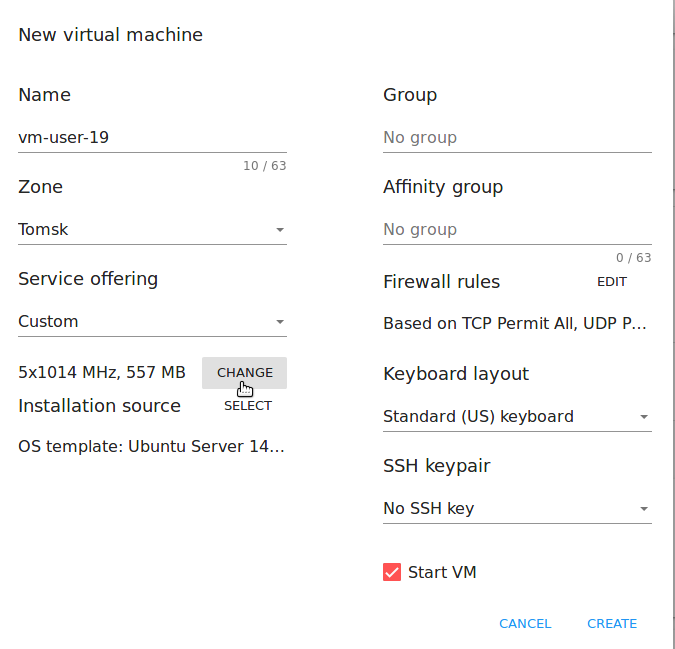 New virtual machine
Name
vm-user-19
10 / 63
Zone
Tomsk
Service offering
Custom
5x1014 MHz, 557 MB
CHANGE
Installation source
SELECT
OS template: Ubuntu Server 14...
Group
No group
Affinity group
No group
0 / 63
Firewall rules
EDIT
Based on TCP Permit All, UDP P...
Keyboard layout
Standard (US) keyboard
SSH keypair
No SSH key
Start VM
CANCEL
CREATE